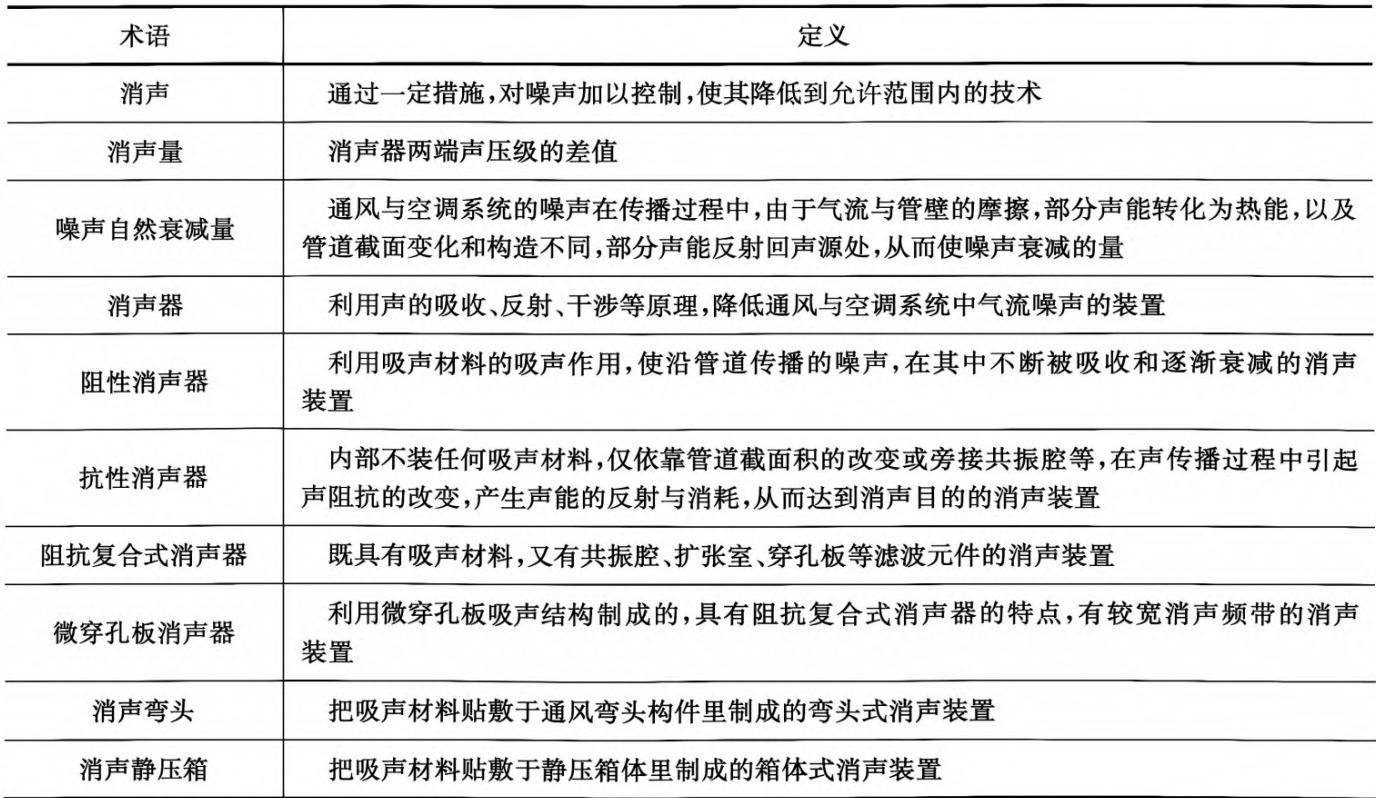 术语 定义
消声 通过一定措施,对噪声加以控制,使其降低到允许范围内的技术
消声量 消声器两端声压级的差值
噪声自然衰减量 通风与空调系统的噪声在传播过程中,由于气流与管壁的摩擦,部分声能转化为热能,以及
管道截面变化和构造不同,部分声能反射回声源处,从而使噪声衰减的量
消声器 利用声的吸收、反射、干涉等原理,降低通风与空调系统中气流噪声的装置
阻性消声器 利用吸声材料的吸声作用,使沿管道传播的噪声,在其中不断被吸收和逐渐衰减的消声
装置
抗性消声器 内部不装任何吸声材料,仅依靠管道截面积的改变或旁接共振腔等,在声传播过程中引起
声阻抗的改变,产生声能的反射与消耗,从而达到消声目的的消声装置
阻抗复合式消声器 既具有吸声材料,又有共振腔、扩张室、穿孔板等滤波元件的消声装置
微穿孔板消声器 利用微穿孔板吸声结构制成的,具有阻抗复合式消声器的特点,有较宽消声频带的消声
装置
消声弯头 把吸声材料贴敷于通风弯头构件里制成的弯头式消声装置
消声静压箱 把吸声材料贴敷于静压箱体里制成的箱体式消声装置